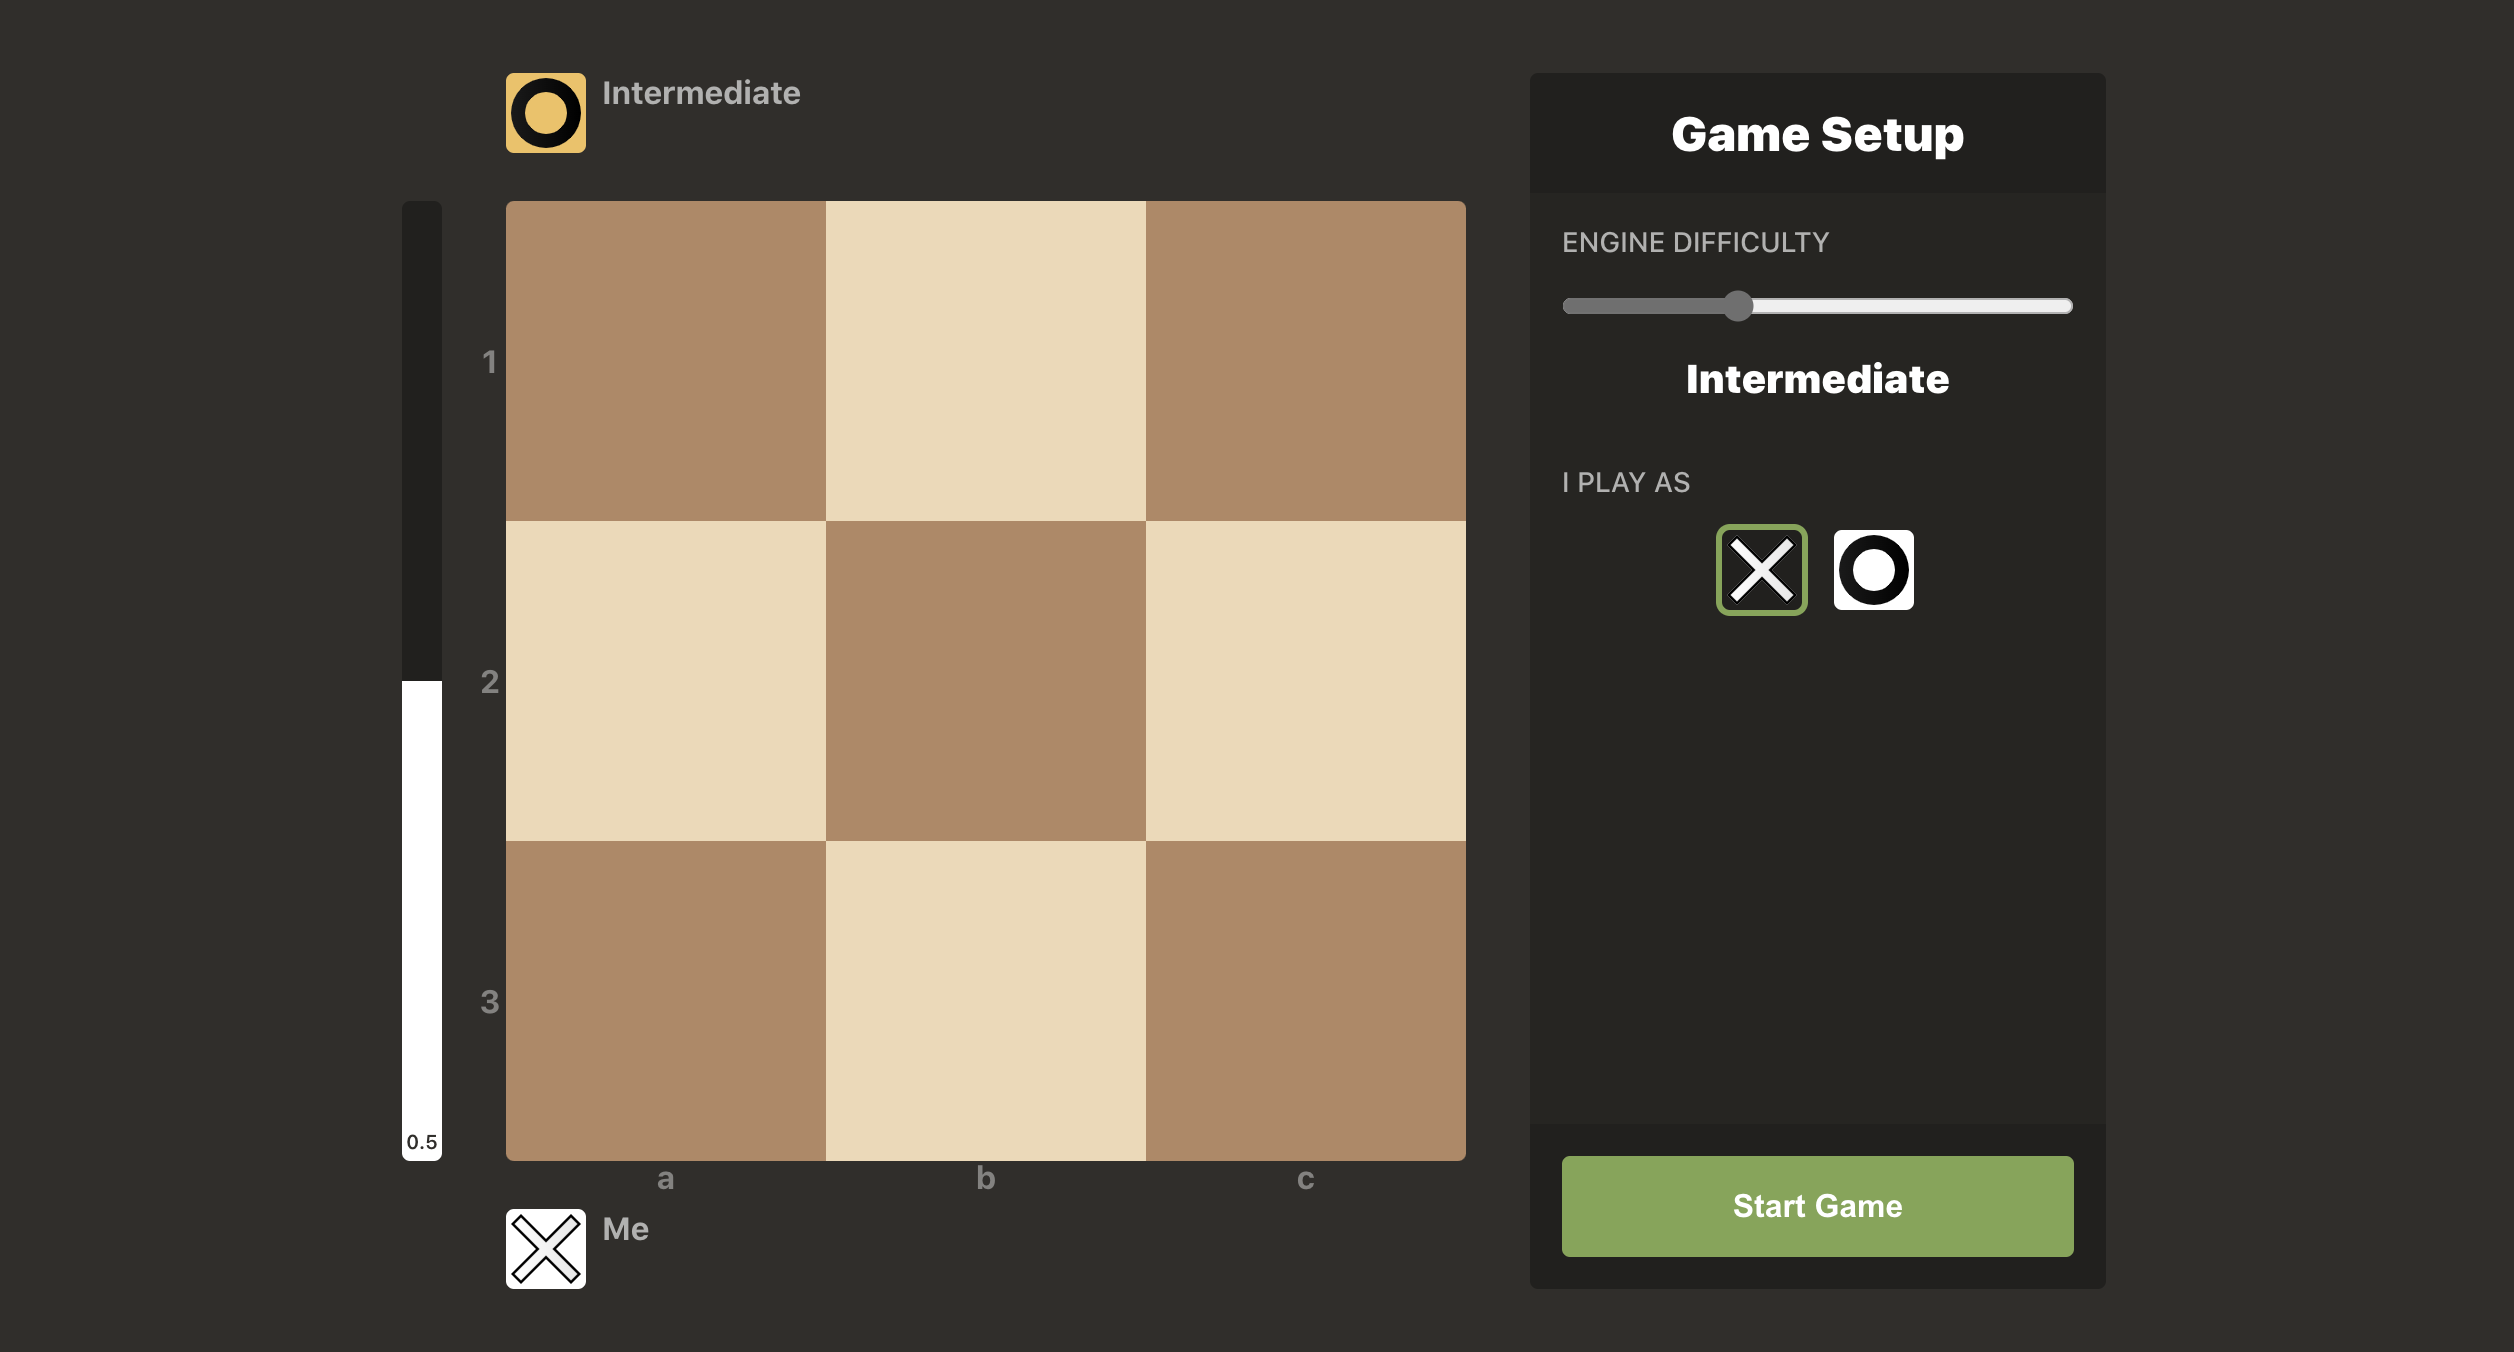 Intermediate
1
2
3
0.5
a b c
Me
Game Setup
ENGINE DIFFICULTY
Intermediate
I PLAY AS
Start Game